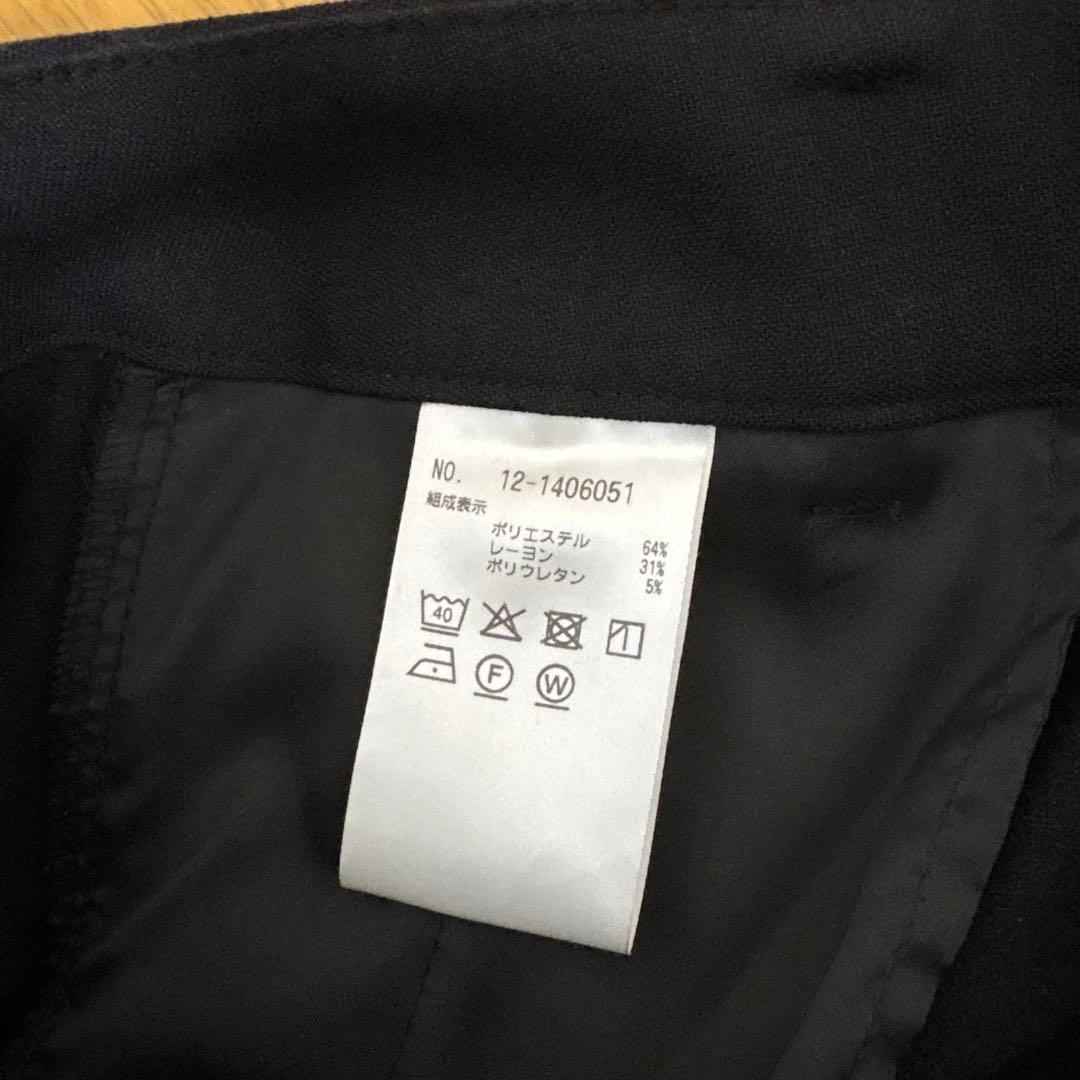 NO. 12-1406051
組成表示
ポリエステル 64%
レーヨン 31%
ポリウレタン 5%
40
F W